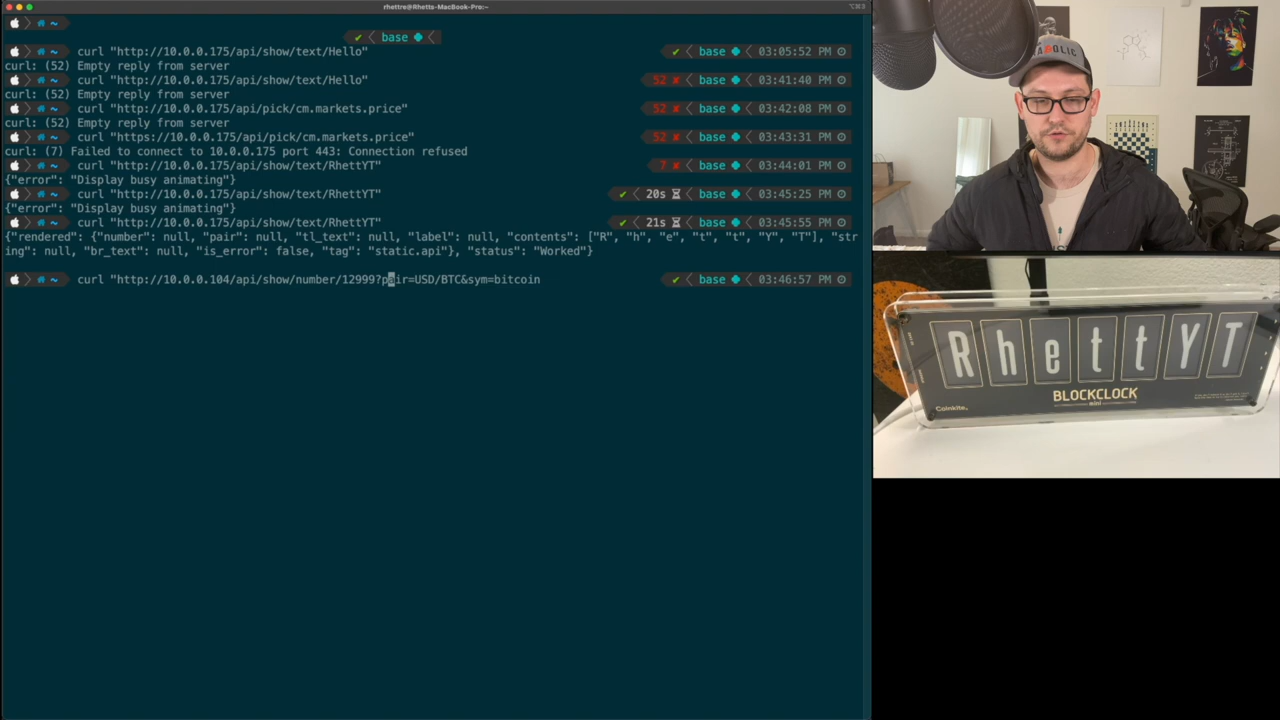 rhettre@Rhetts-MacBook-Pro:~
~
✔ base
~ curl "http://10.0.0.175/api/show/text/Hello" ✔ base 03:05:52 PM
curl: (52) Empty reply from server
~ curl "http://10.0.0.175/api/show/text/Hello" 52 ✘ base 03:41:40 PM
curl: (52) Empty reply from server
~ curl "http://10.0.0.175/api/pick/cm.markets.price" 52 ✘ base 03:42:08 PM
curl: (52) Empty reply from server
~ curl "https://10.0.0.175/api/pick/cm.markets.price" 52 ✘ base 03:43:31 PM
curl: (7) Failed to connect to 10.0.0.175 port 443: Connection refused
~ curl "http://10.0.0.175/api/show/text/RhettYT" 7 ✘ base 03:44:01 PM
{"error": "Display busy animating"}
~ curl "http://10.0.0.175/api/show/text/RhettYT" ✔ 20s base 03:45:25 PM
{"error": "Display busy animating"}
~ curl "http://10.0.0.175/api/show/text/RhettYT" ✔ 21s base 03:45:55 PM
{"rendered": {"number": null, "pair": null, "tl_text": null, "label": null, "contents": ["R", "h", "e", "t", "t", "Y", "T"], "str
ing": null, "br_text": null, "is_error": false, "tag": "static.api"}, "status": "Worked"}
~ curl "http://10.0.0.104/api/show/number/12999?pair=USD/BTC&sym=bitcoin ✔ base 03:46:57 PM
RhettYT
BLOCKCLOCK
mini
Coinkite